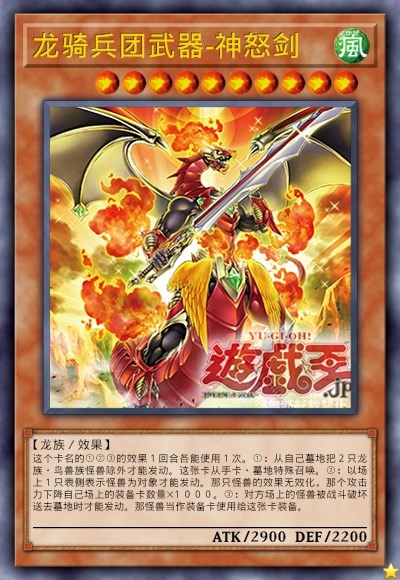 龙骑兵团武器-神怒剑
風
YU-GI-OH!
遊戯王
.JP
【龙族／效果】
这个卡名的①②③的效果1回合各能使用1次。①：从自己墓地把2只龙
族·鸟兽族怪兽除外才能发动。这张卡从手卡·墓地特殊召唤。②：以场
上1只表侧表示怪兽为对象才能发动。那只怪兽的效果无效化，那个攻击
力下降自己场上的装备卡数量×1000。③：对方场上的怪兽被战斗破坏
送去墓地时才能发动。那怪兽当作装备卡使用给这张卡装备。
ATK/2900 DEF/2200